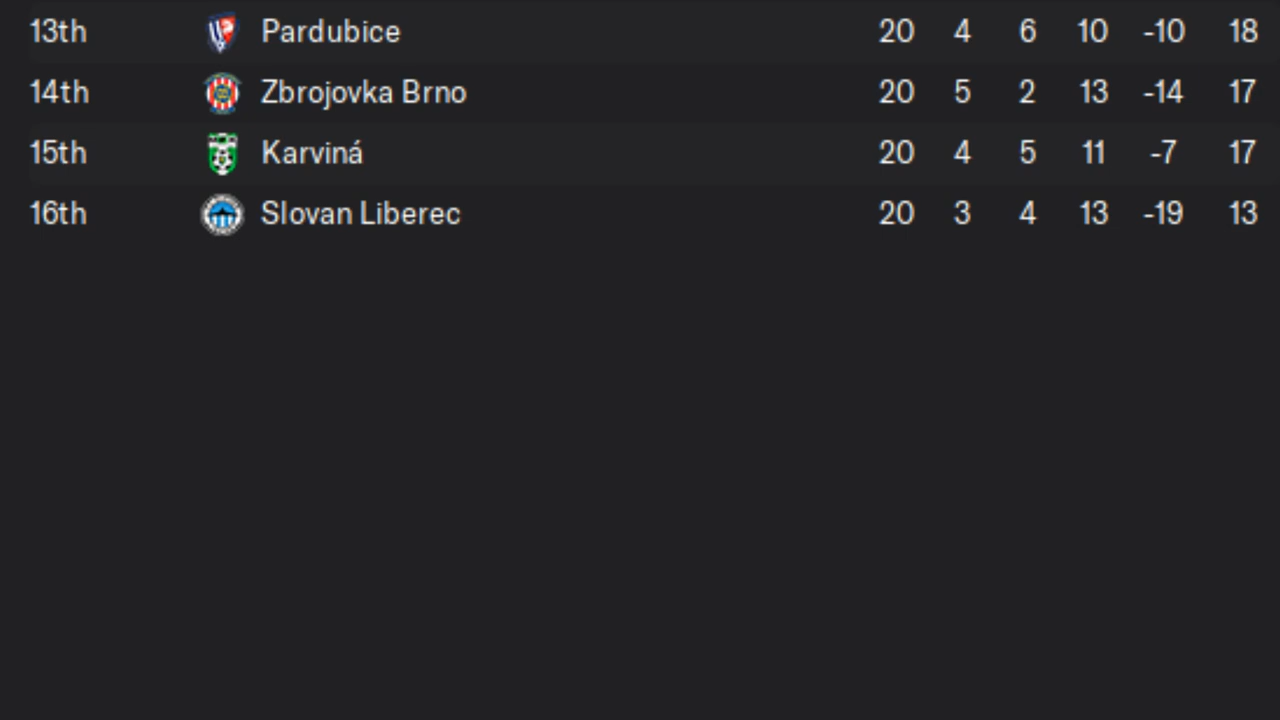 13th Pardubice 20 4 6 10 -10 18
14th Zbrojovka Brno 20 5 2 13 -14 17
15th Karviná 20 4 5 11 -7 17
16th Slovan Liberec 20 3 4 13 -19 13